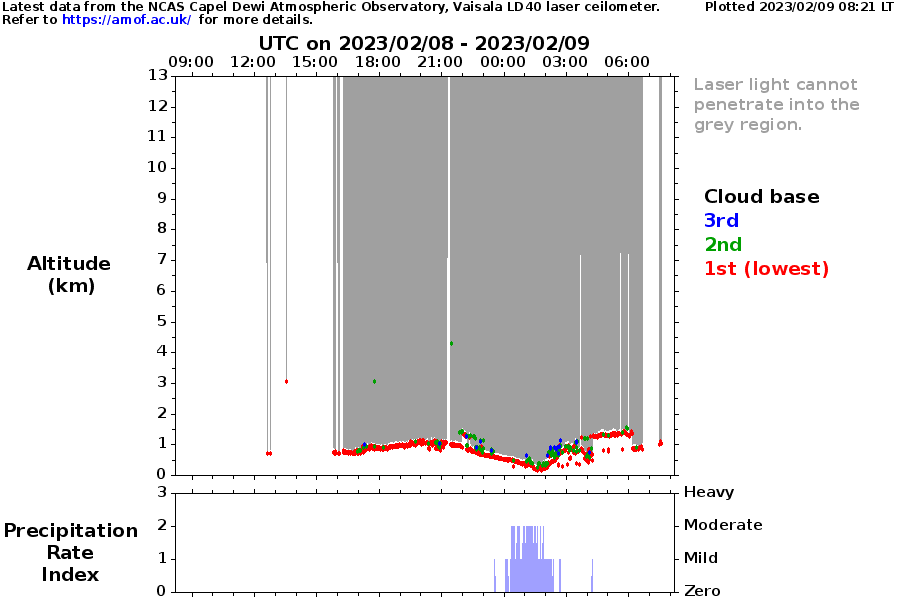 Latest data from the NCAS Capel Dewi Atmospheric Observatory, Vaisala LD40 laser ceilometer. Plotted 2023/02/09 08:21 LT
Refer to https://amof.ac.uk/ for more details.
UTC on 2023/02/08 - 2023/02/09
09:00 12:00 15:00 18:00 21:00 00:00 03:00 06:00
13
12
11
10
9
8
7
6
5
4
3
2
1
0
Altitude
(km)
Laser light cannot
penetrate into the
grey region.
Cloud base
3rd
2nd
1st (lowest)
3 Heavy
2 Moderate
1 Mild
0 Zero
Precipitation
Rate
Index